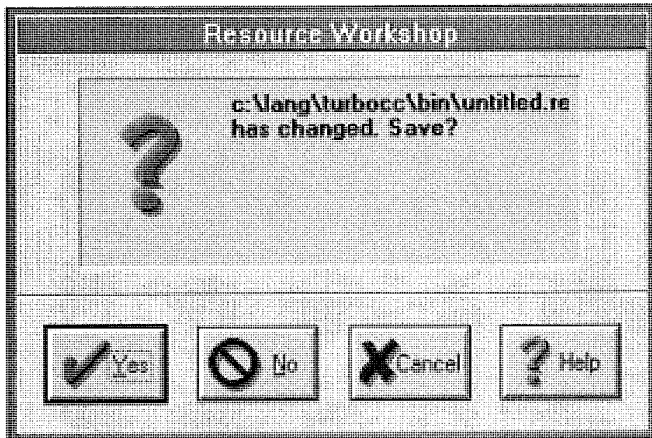 Resource Workshop
c:\lang\turbocc\bin\untitled.re
has changed. Save?
Yes
No
Cancel
Help